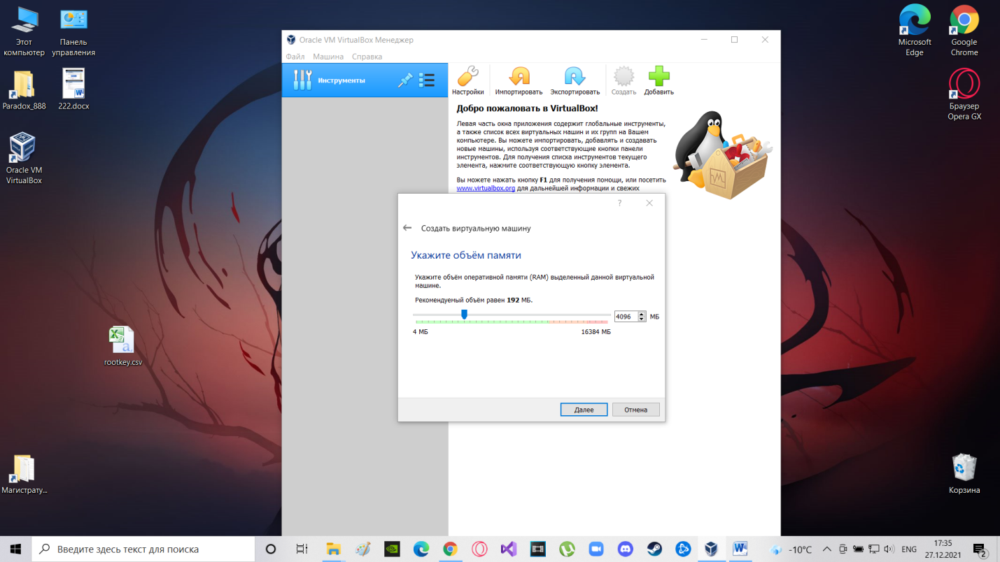 Этот
компьютер
Панель
управления
Paradox_888
222.docx
Oracle VM
VirtualBox
rootkey.csv
Магистрату...
Oracle VM VirtualBox Менеджер
Файл Машина Справка
Инструменты
Настройки Импортировать Экспортировать Создать Добавить
Добро пожаловать в VirtualBox!
Левая часть окна приложения содержит глобальные инструменты,
а также список всех виртуальных машин и их групп на Вашем
компьютере. Вы можете импортировать, добавлять и создавать
новые машины, используя соответствующие кнопки панели
инструментов. Для получения списка инструментов текущего
элемента, нажмите соответствующую кнопку элемента.
Вы можете нажать кнопку F1 для получения помощи, или посетить
www.virtualbox.org для дальнейшей информации и свежих
?
Создать виртуальную машину
Укажите объём памяти
Укажите объём оперативной памяти (RAM) выделенный данной виртуальной
машине.
Рекомендуемый объём равен 192 МБ.
4096 МБ
4 МБ 16384 МБ
Далее Отмена
Microsoft
Edge
Google
Chrome
Браузер
Opera GX
Корзина
Введите здесь текст для поиска
-10°C
ENG
17:35
27.12.2021
2